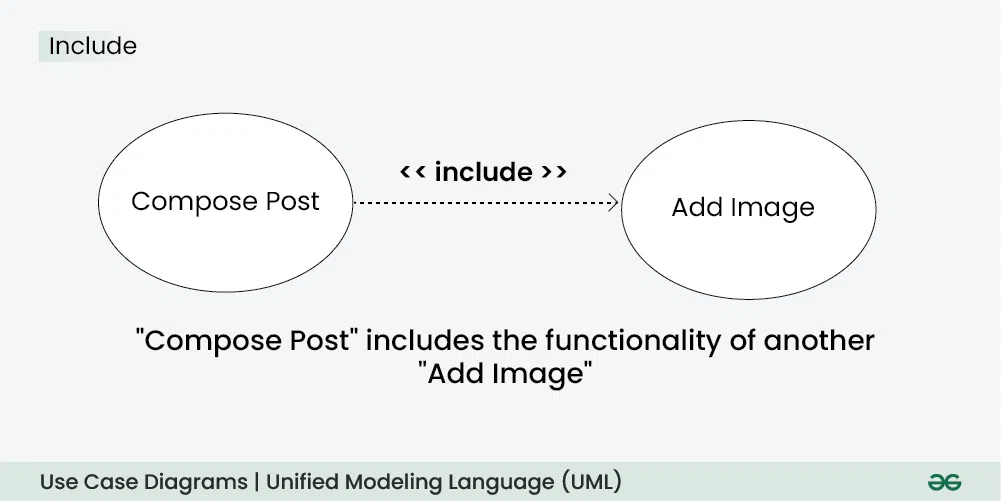 Include
<< include >>
Compose Post
Add Image
"Compose Post" includes the functionality of another
"Add Image"
Use Case Diagrams | Unified Modeling Language (UML)